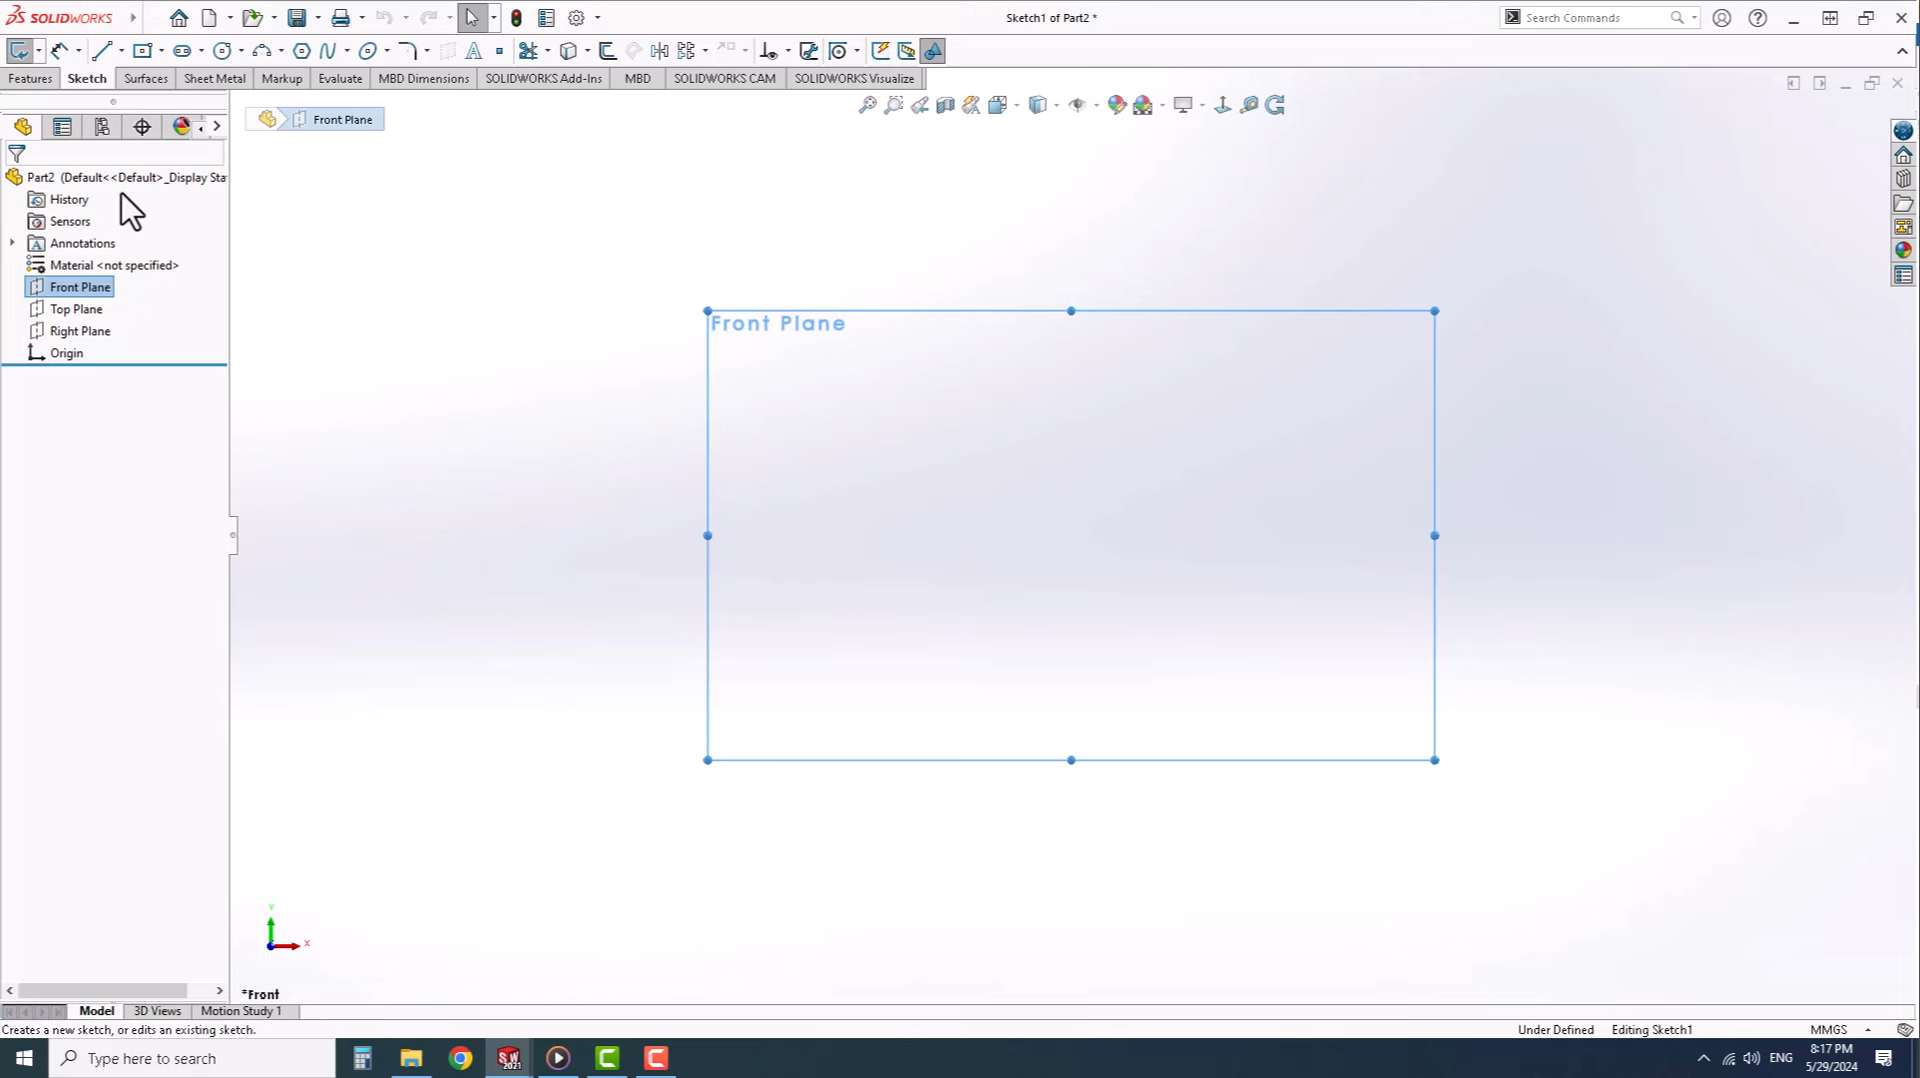 SOLIDWORKS
Sketch1 of Part2 *
Search Commands
Features
Sketch
Surfaces
Sheet Metal
Markup
Evaluate
MBD Dimensions
SOLIDWORKS Add-Ins
MBD
SOLIDWORKS CAM
SOLIDWORKS Visualize
Front Plane
Part2 (Default<<Default>_Display Sta
History
Sensors
Annotations
Material <not specified>
Front Plane
Top Plane
Right Plane
Origin
Front Plane
Y
X
*Front
Model
3D Views
Motion Study 1
Creates a new sketch, or edits an existing sketch.
Under Defined
Editing Sketch1
MMGS
Type here to search
SW
2021
ENG
8:17 PM
5/29/2024